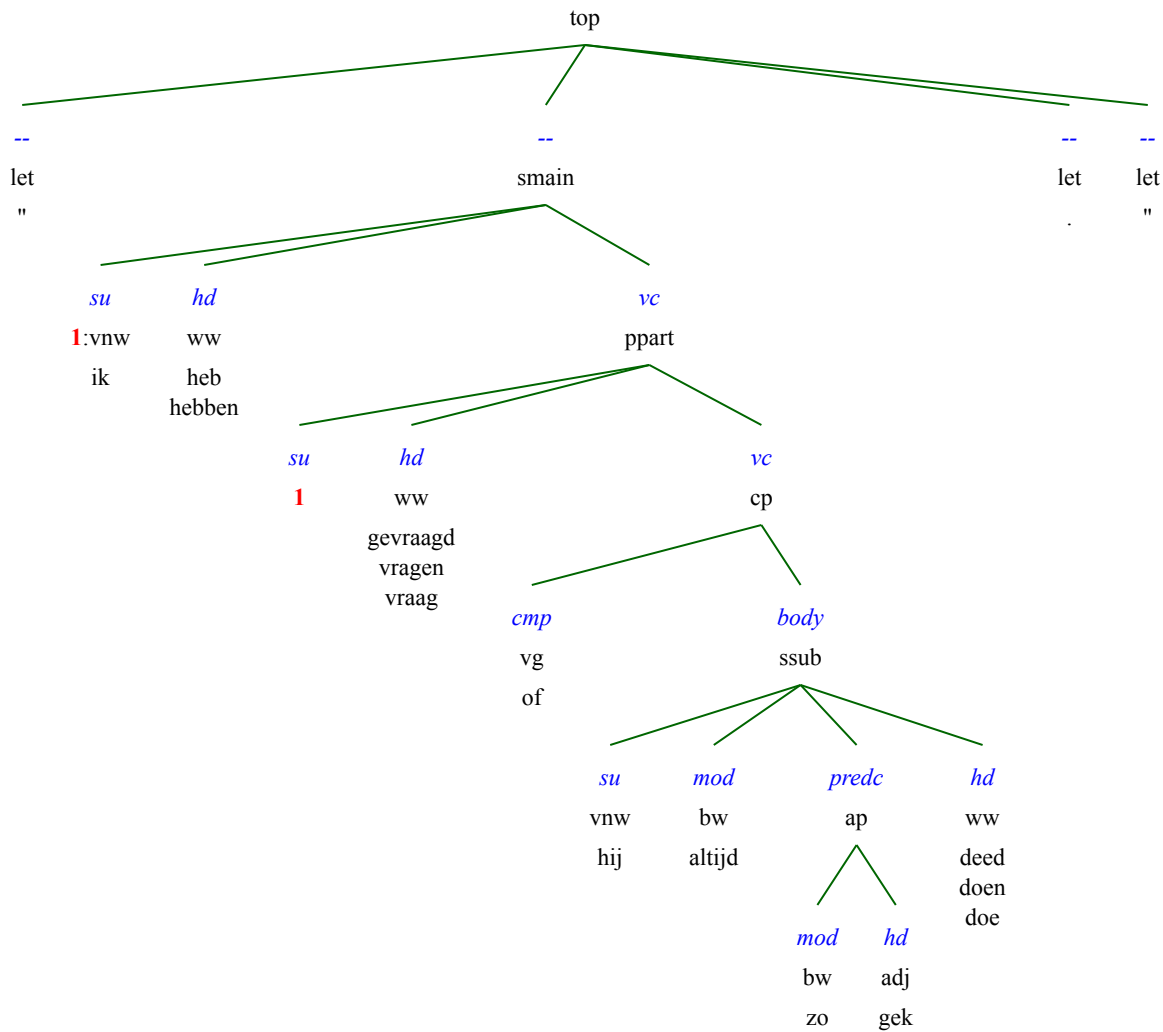 top
-- -- -- --
let smain let let
" . "
su hd vc
1:vnw ww ppart
ik heb
hebben
su hd vc
1 ww cp
gevraagd
vragen
vraag
cmp body
vg ssub
of
su mod predc hd
vnw bw ap ww
hij altijd deed
doen
doe
mod hd
bw adj
zo gek